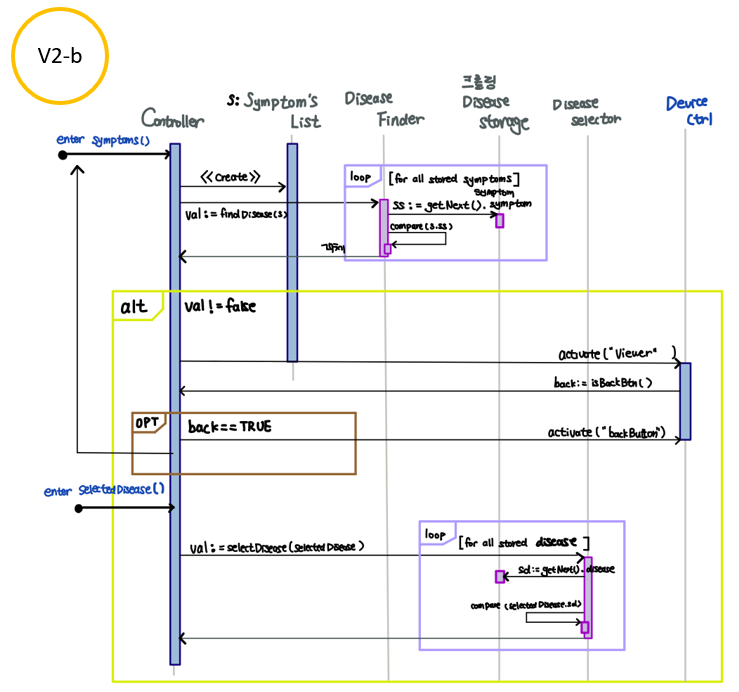 V2-b
Controller
S: Symptom's
List
Disease
Finder
크롤링
Disease
storage
Disease
selector
Device
Ctrl
enter symptoms()
<<Create>>
val := findDisease(s)
loop
[for all stored symptoms]
symptom
ss := getNext(). symptom
compare(s.ss)
alt
val != false
activate("Viewer" )
back := isBackBtn()
OPT
back == TRUE
activate("backButton")
enter selectedDisease()
val := selectDisease(selectedDisease)
loop
[for all stored disease ]
sd := getNext(). disease
compare (selectedDisease.sd)